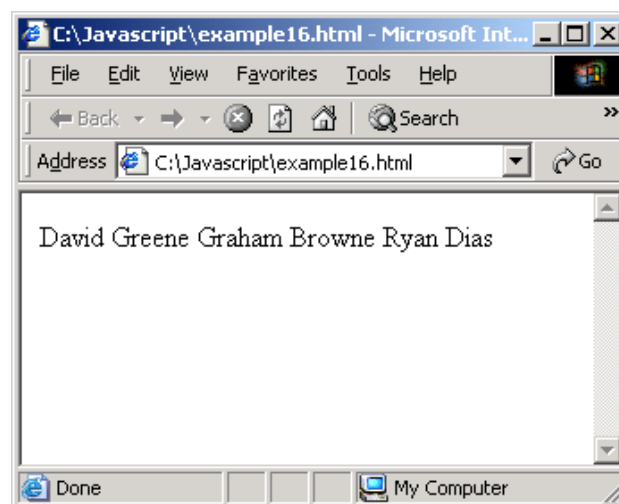 C:\Javascript\example16.html - Microsoft Int...
File Edit View Favorites Tools Help
Back Search »
Address C:\Javascript\example16.html Go
David Greene Graham Browne Ryan Dias
Done My Computer